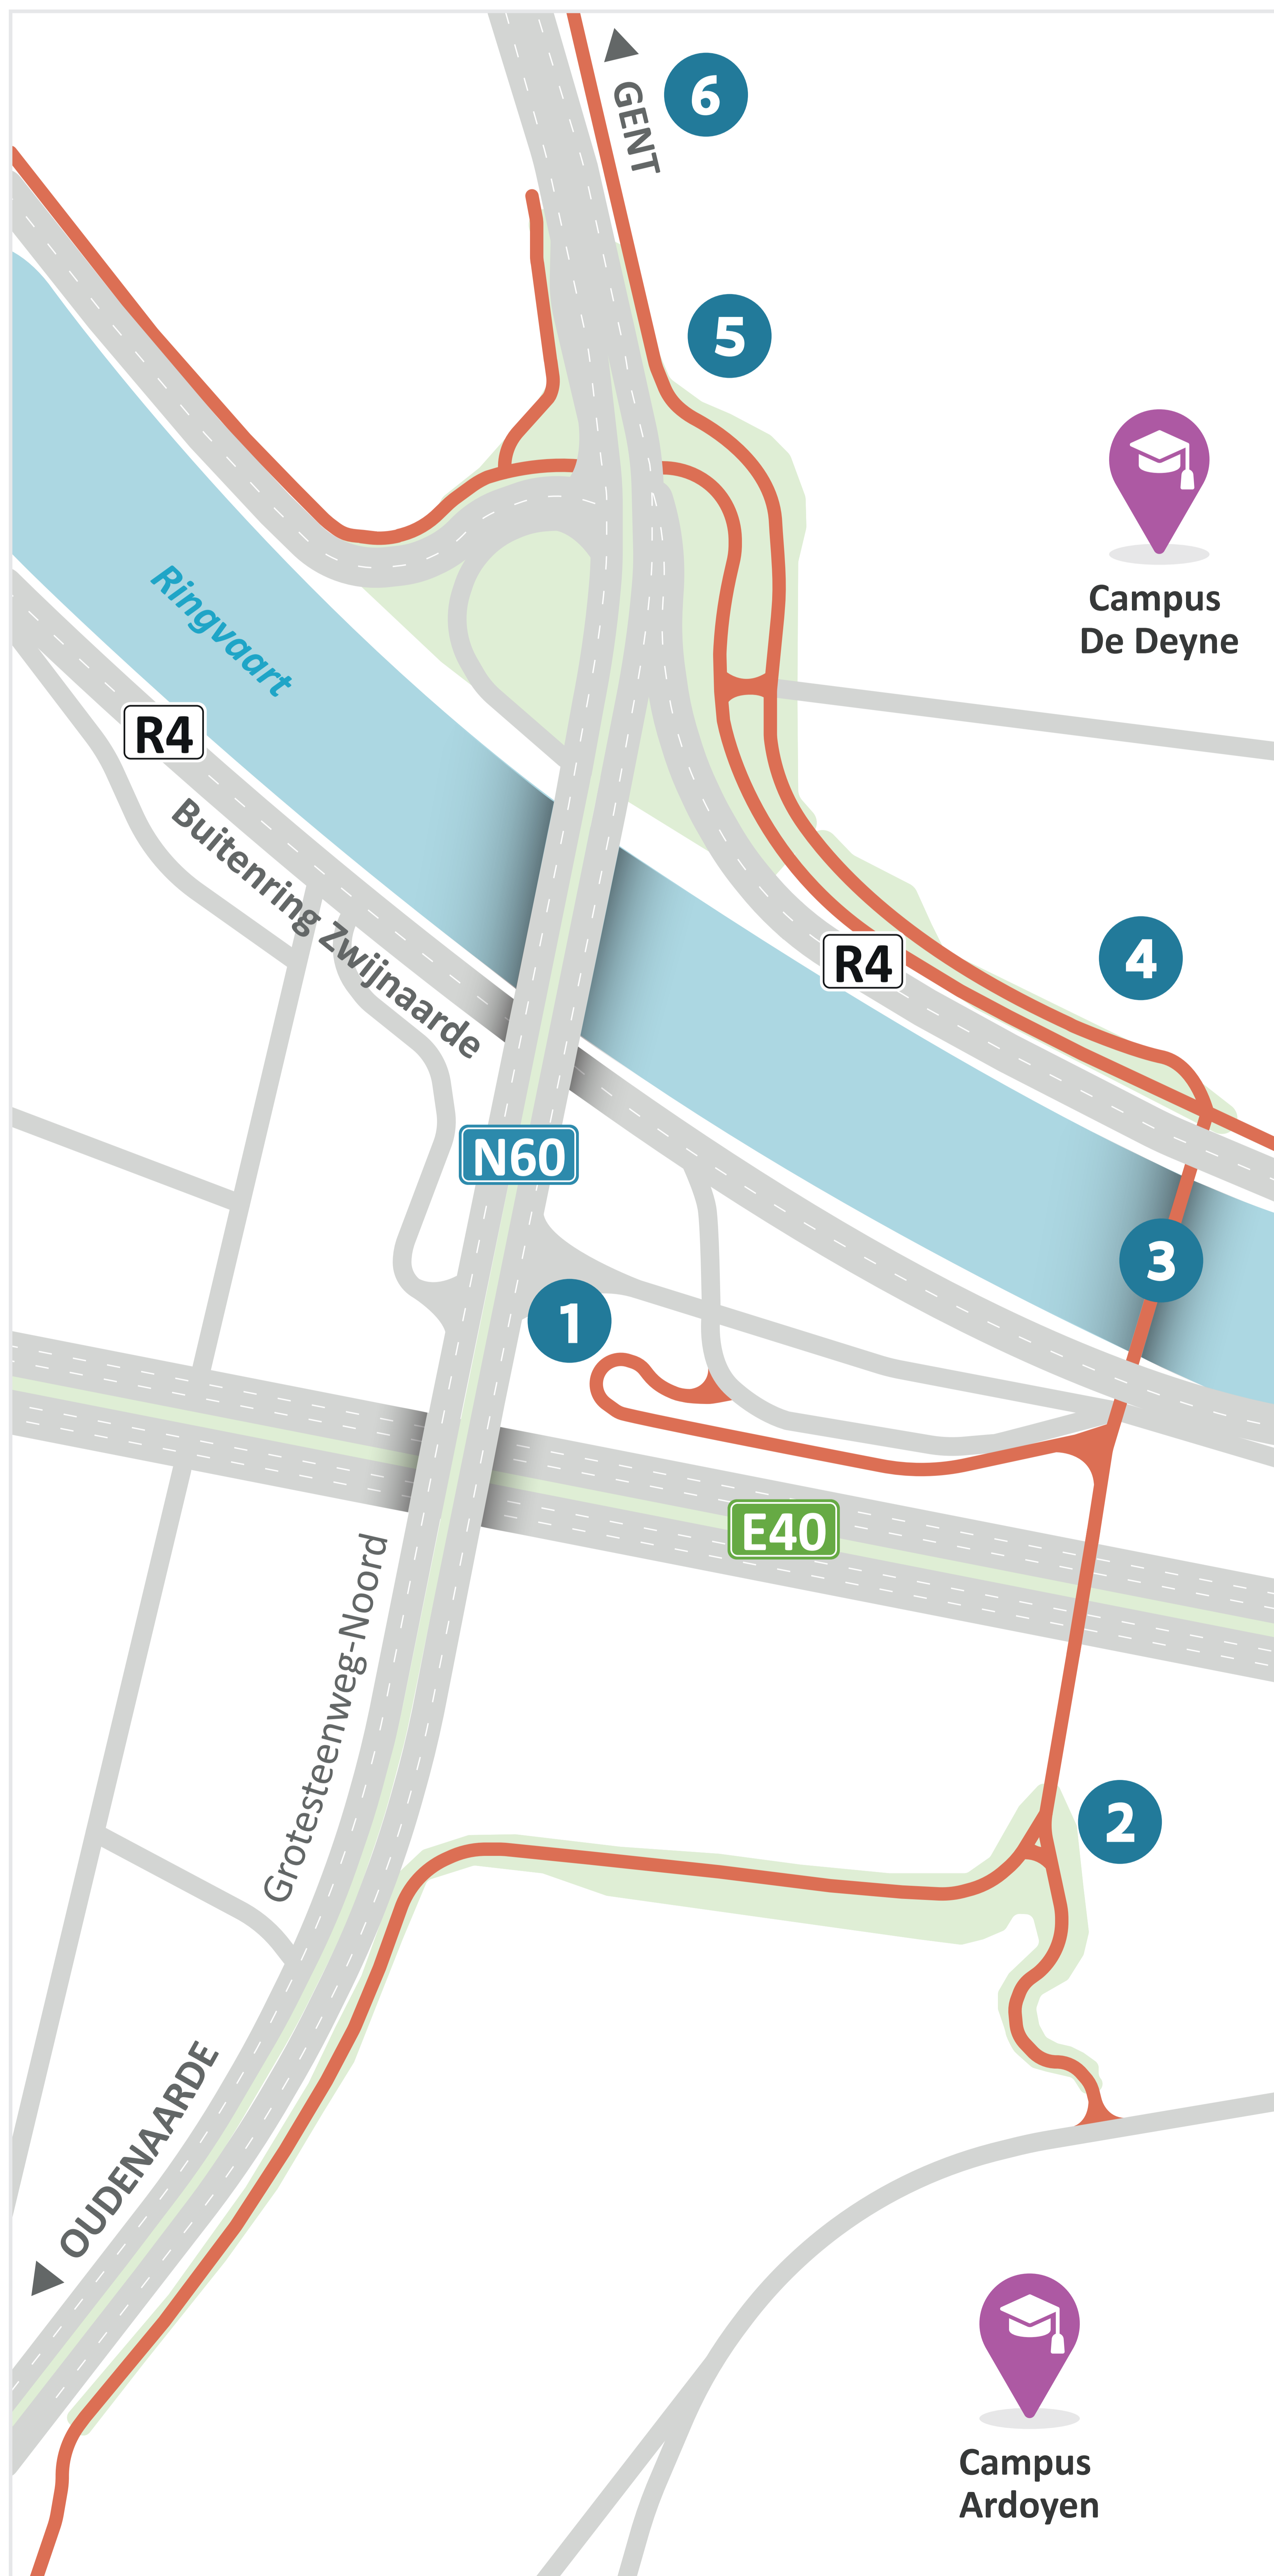 GENT
6
5
Campus
De Deyne
Ringvaart
R4
Buitenring Zwijnaarde
R4
4
N60
3
1
E40
Grotesteenweg-Noord
2
OUDENAARDE
Campus
Ardoyen